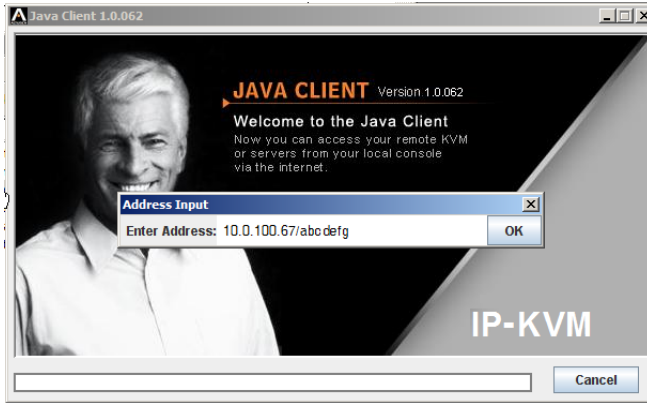 Java Client 1.0.062
JAVA CLIENT Version 1.0.062
Welcome to the Java Client
Now you can access your remote KVM
or servers from your local console
via the internet.
Address Input
Enter Address: 10.0.100.67/abcdefg OK
IP-KVM
Cancel